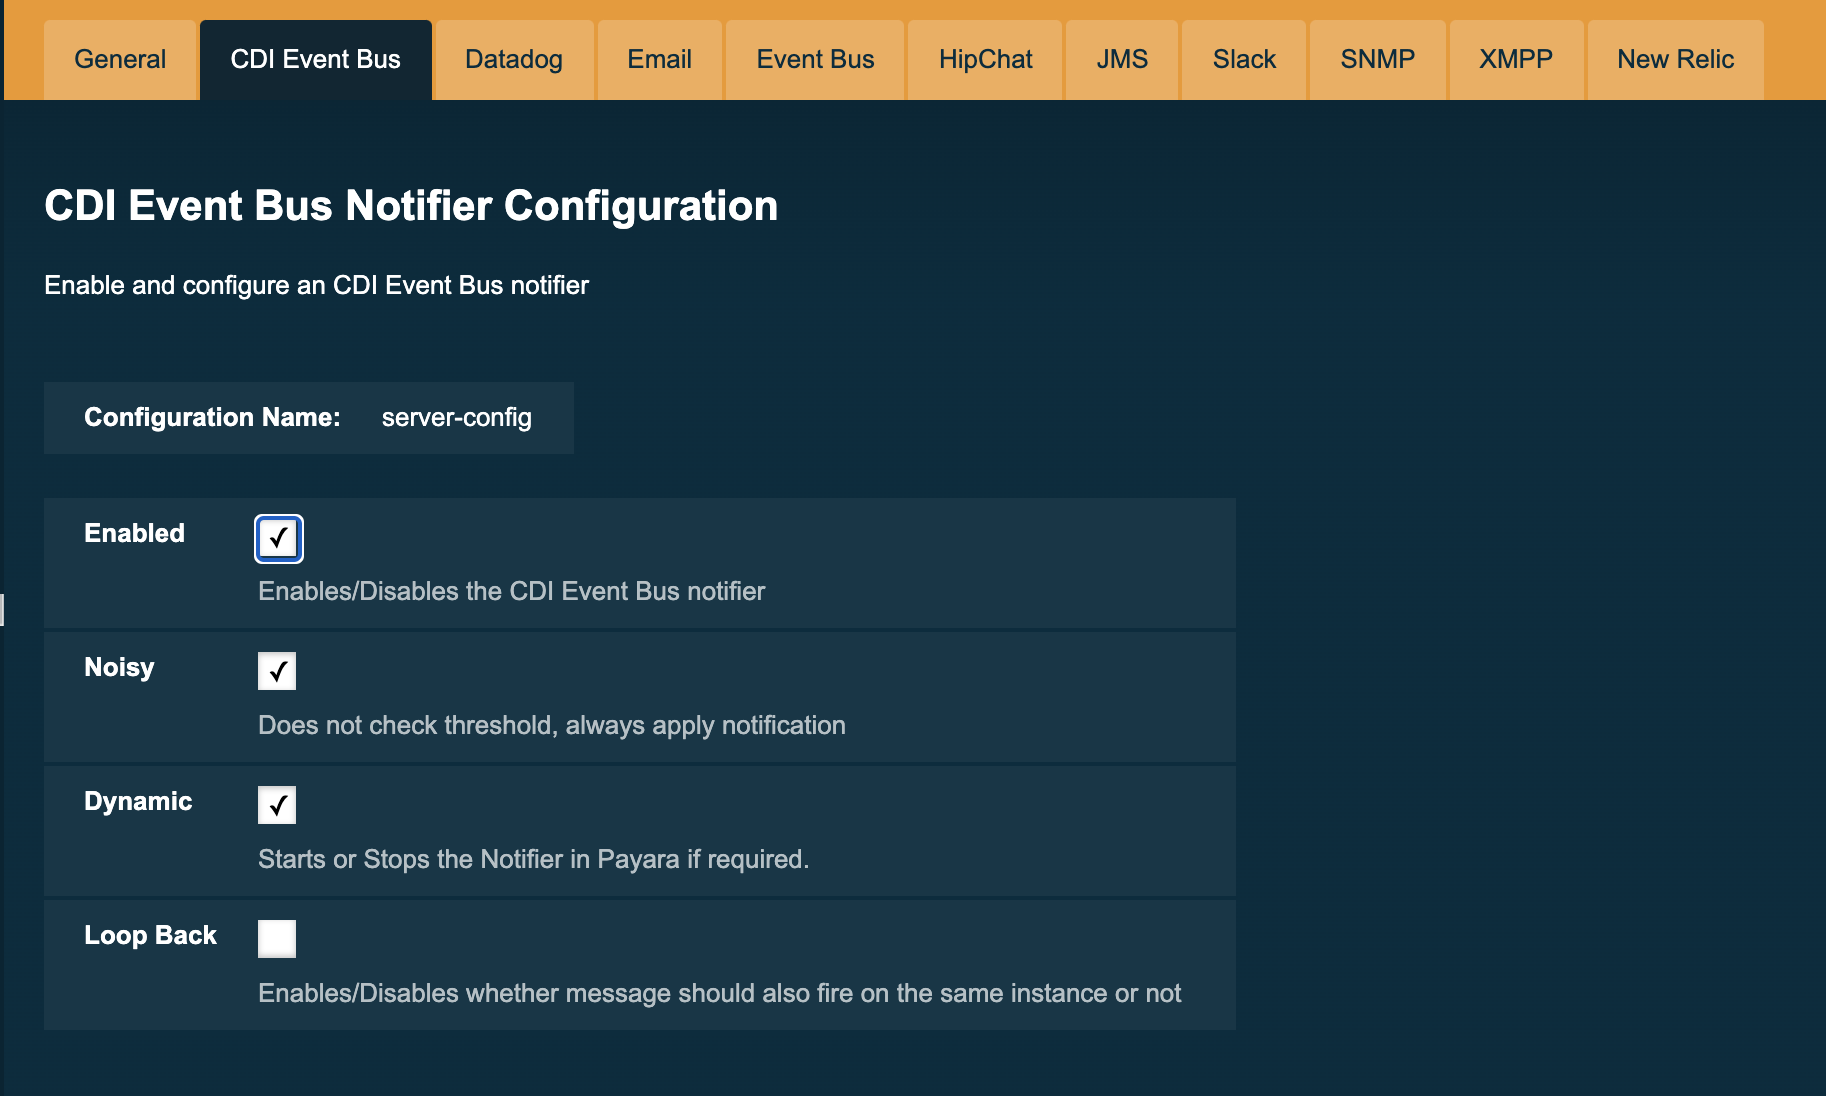 General CDI Event Bus Datadog Email Event Bus HipChat JMS Slack SNMP XMPP New Relic
CDI Event Bus Notifier Configuration
Enable and configure an CDI Event Bus notifier
Configuration Name: server-config
Enabled
Enables/Disables the CDI Event Bus notifier
Noisy
Does not check threshold, always apply notification
Dynamic
Starts or Stops the Notifier in Payara if required.
Loop Back
Enables/Disables whether message should also fire on the same instance or not